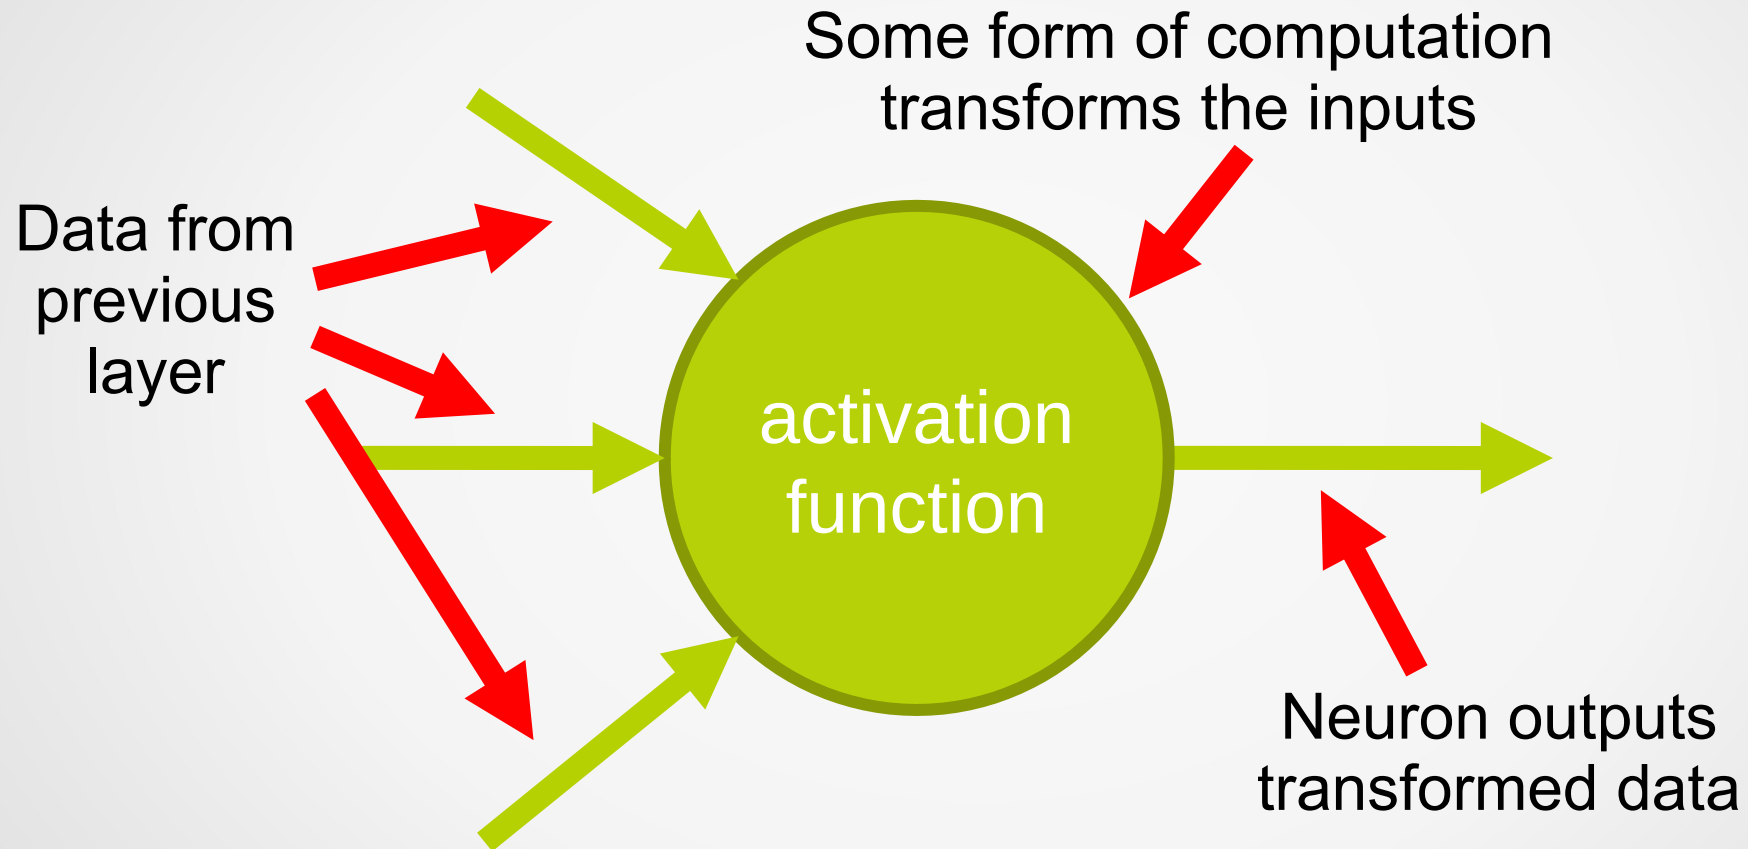 Some form of computation
transforms the inputs
Data from
previous
layer
activation
function
Neuron outputs
transformed data